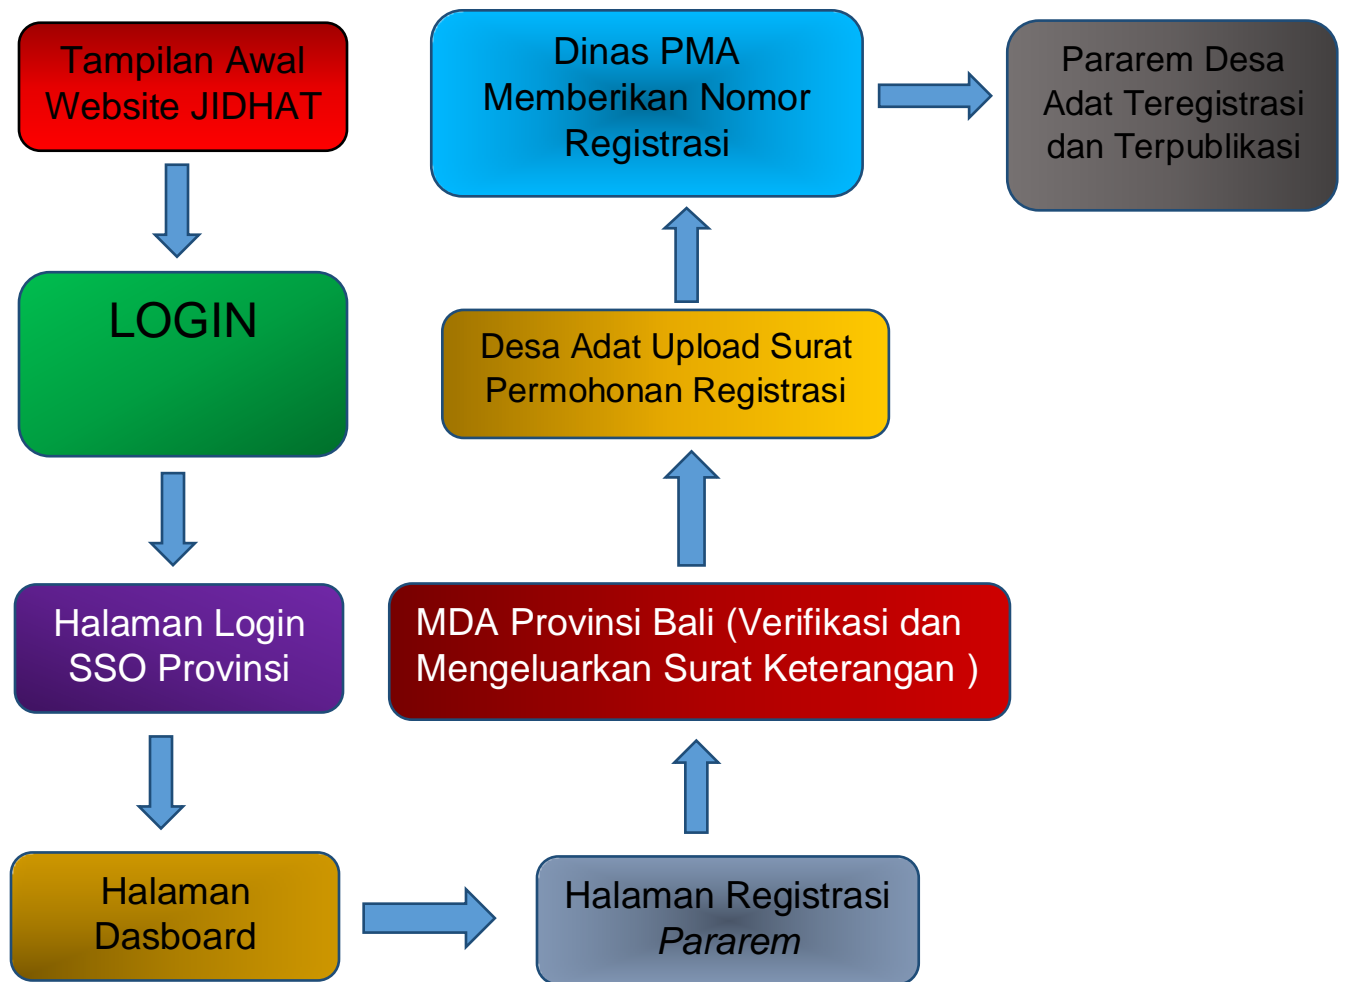 Tampilan Awal
Website JIDHAT
LOGIN
Halaman Login
SSO Provinsi
Halaman
Dasboard
Halaman Registrasi
Pararem
MDA Provinsi Bali (Verifikasi dan
Mengeluarkan Surat Keterangan )
Desa Adat Upload Surat
Permohonan Registrasi
Dinas PMA
Memberikan Nomor
Registrasi
Pararem Desa
Adat Teregistrasi
dan Terpublikasi